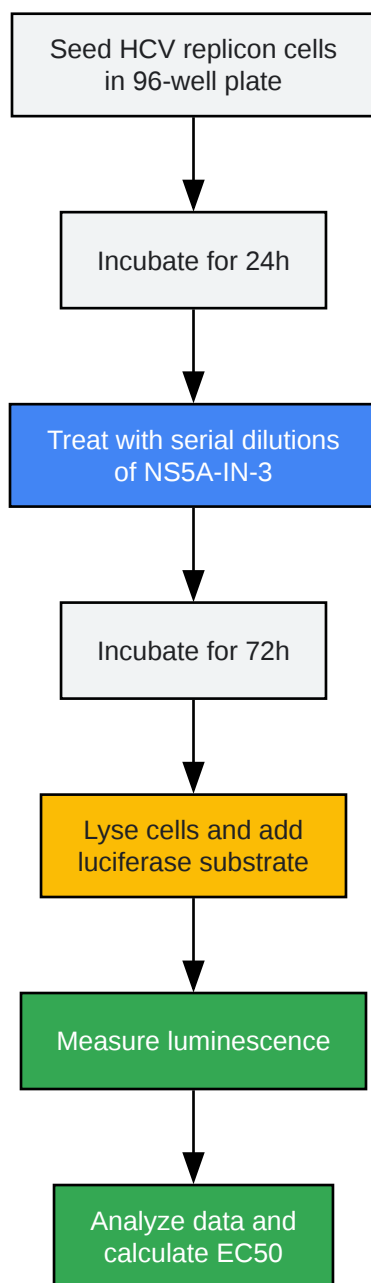 Seed HCV replicon cells
in 96-well plate
Incubate for 24h
Treat with serial dilutions
of NS5A-IN-3
Incubate for 72h
Lyse cells and add
luciferase substrate
Measure luminescence
Analyze data and
calculate EC50